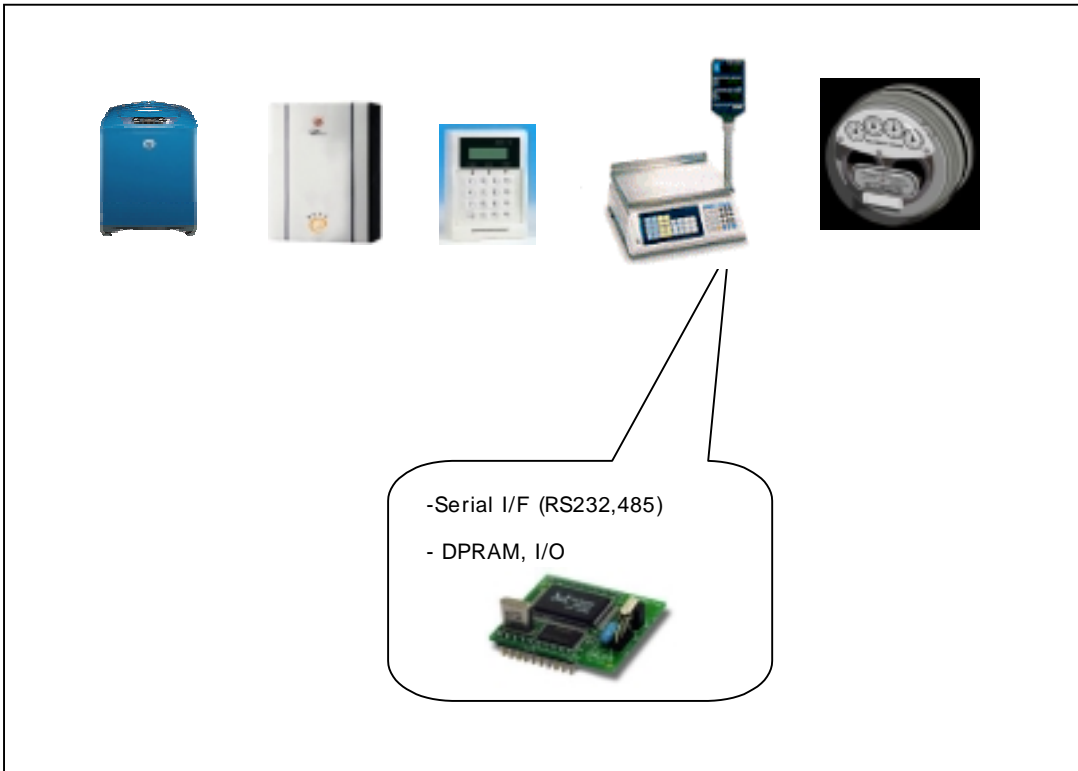 -Serial I/F (RS232,485)
- DPRAM, I/O